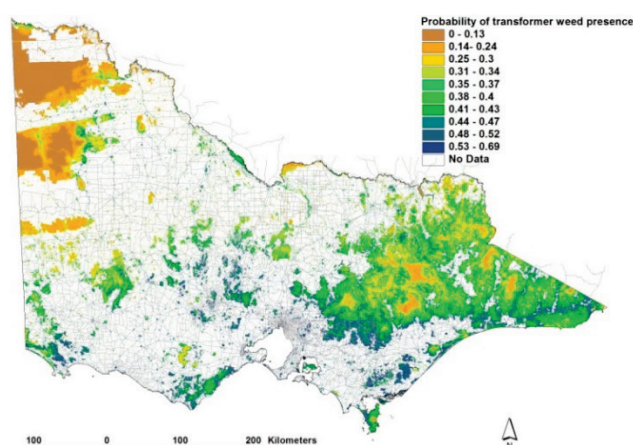 Probability of transformer weed presence
0 - 0.13
0.14- 0.24
0.25 - 0.3
0.31 - 0.34
0.35 - 0.37
0.38 - 0.4
0.41 - 0.43
0.44 - 0.47
0.48 - 0.52
0.53 - 0.69
No Data
100 0 100 200 Kilometers
N